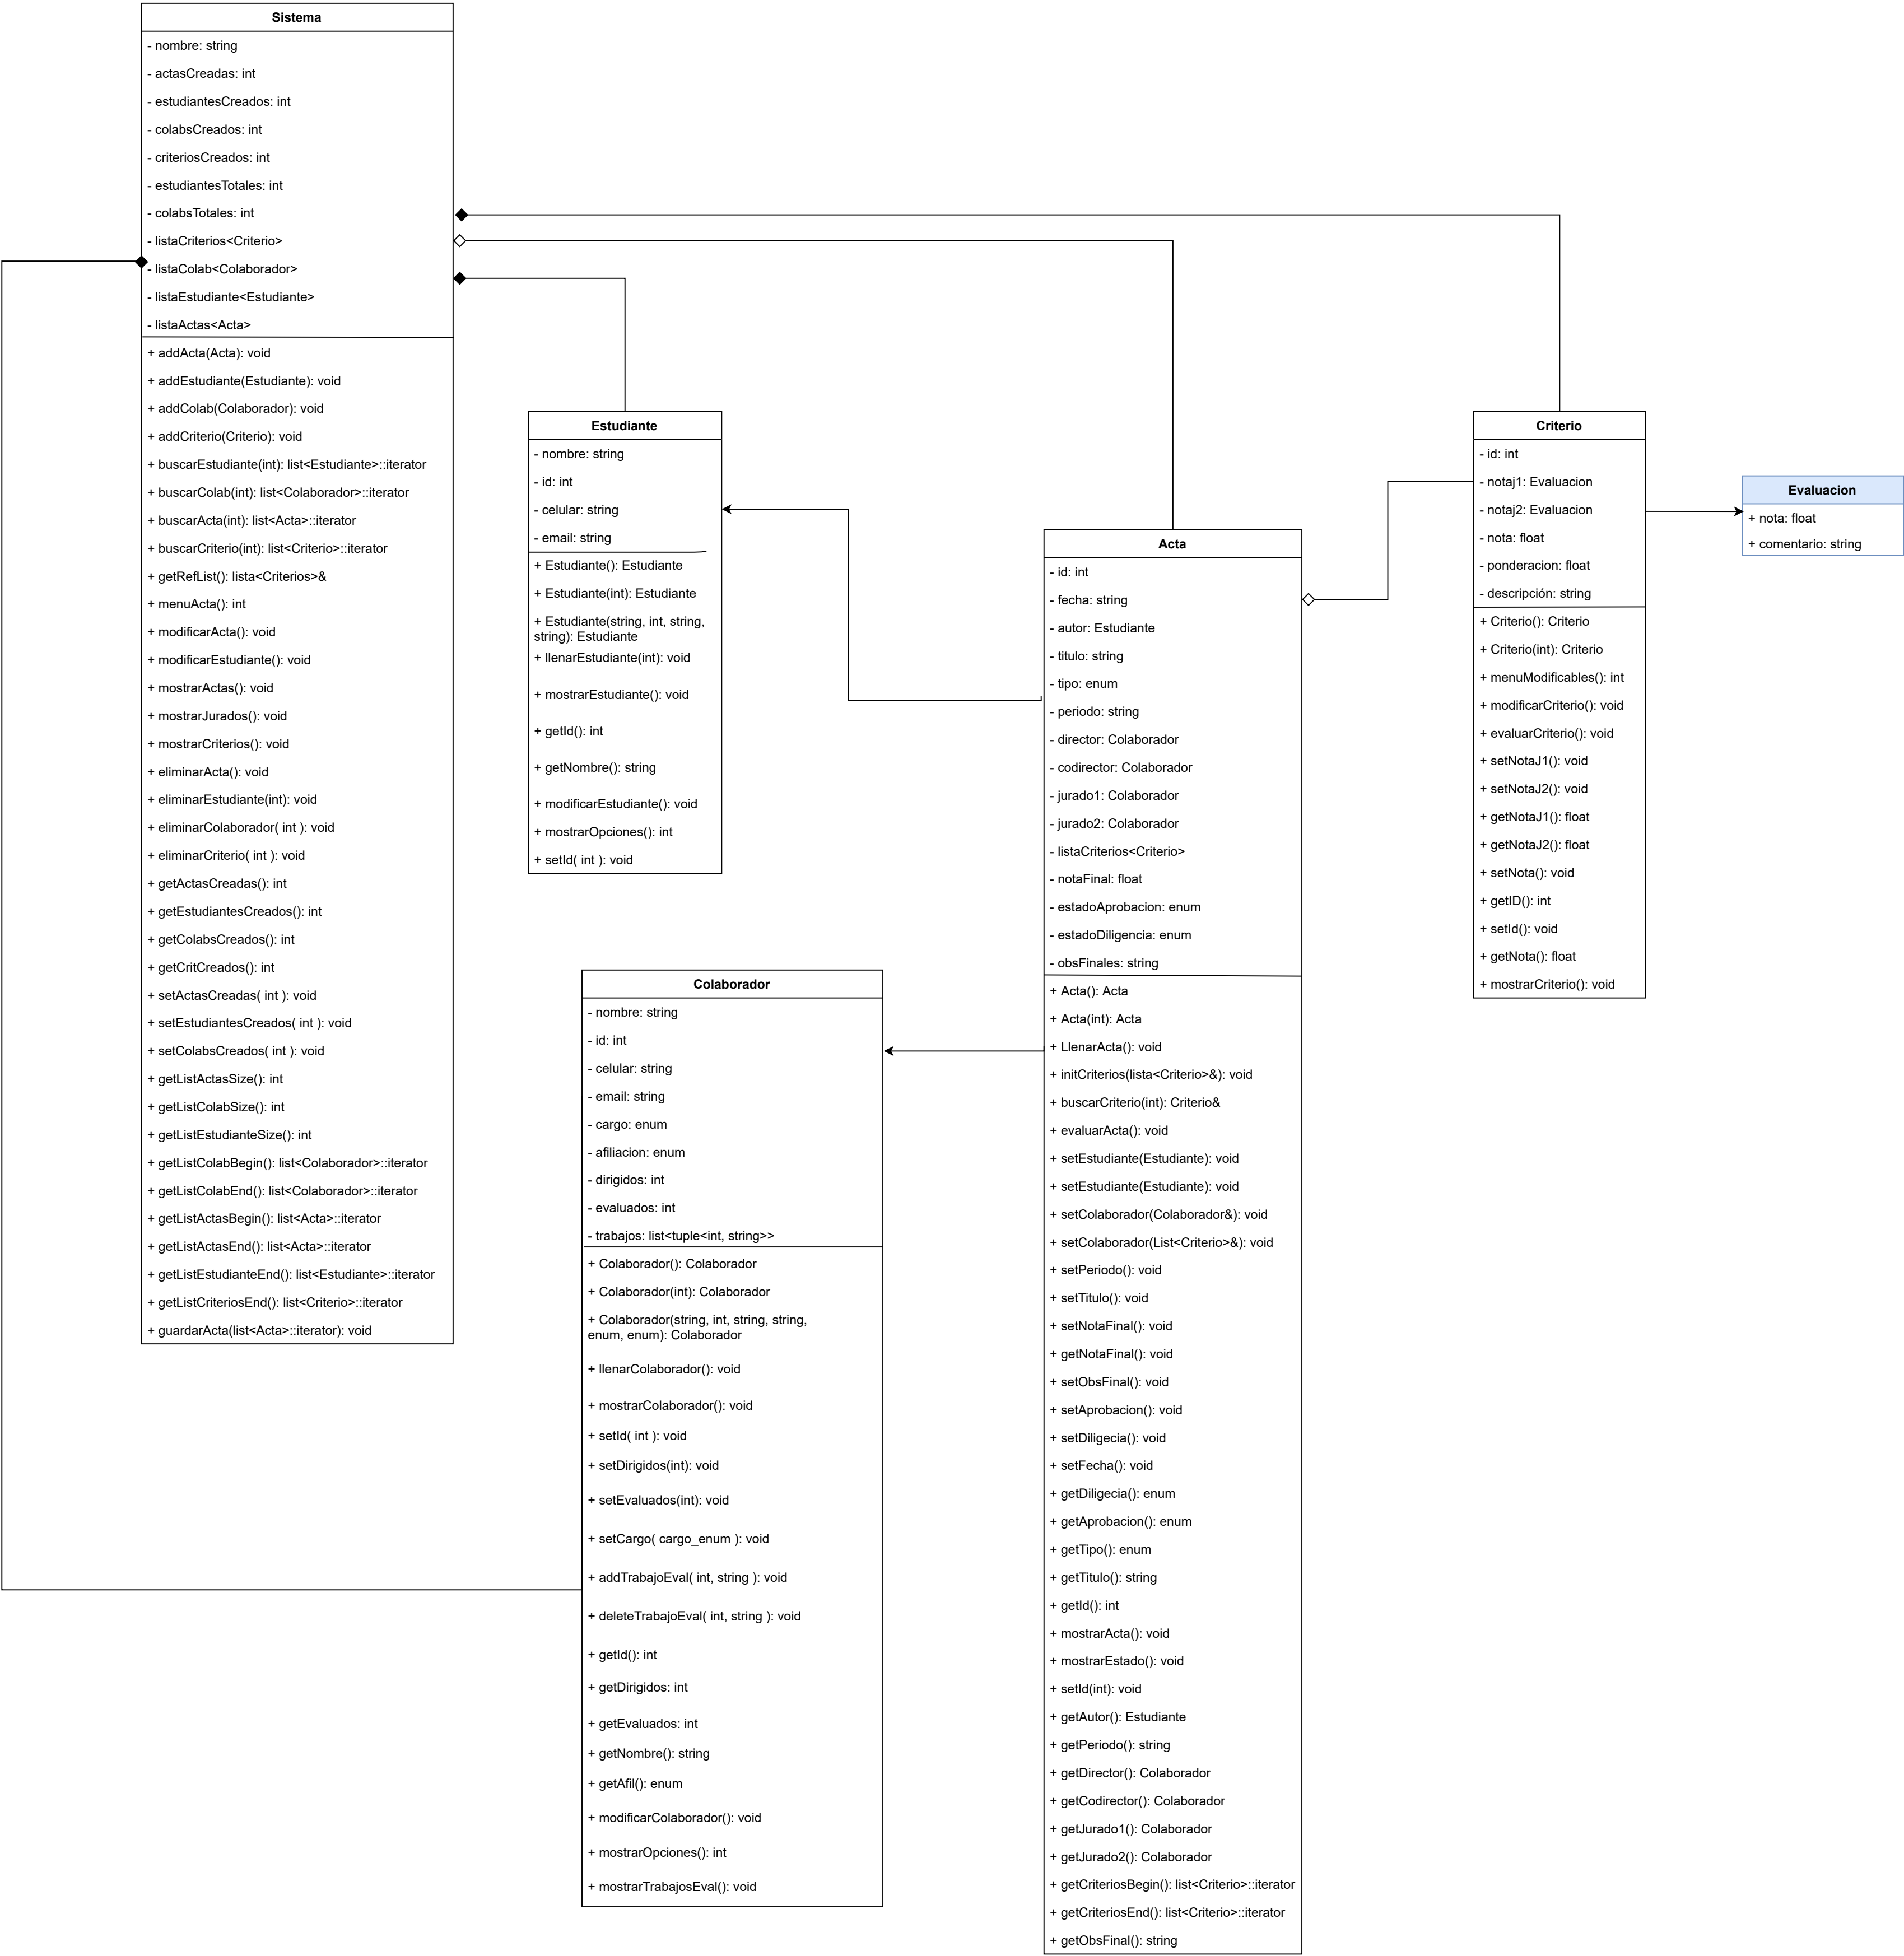 Sistema
- nombre: string
- actasCreadas: int
- estudiantesCreados: int
- colabsCreados: int
- criteriosCreados: int
- estudiantesTotales: int
- colabsTotales: int
- listaCriterios<Criterio>
- listaColab<Colaborador>
- listaEstudiante<Estudiante>
- listaActas<Acta>
+ addActa(Acta): void
+ addEstudiante(Estudiante): void
+ addColab(Colaborador): void
+ addCriterio(Criterio): void
+ buscarEstudiante(int): list<Estudiante>::iterator
+ buscarColab(int): list<Colaborador>::iterator
+ buscarActa(int): list<Acta>::iterator
+ buscarCriterio(int): list<Criterio>::iterator
+ getRefList(): lista<Criterios>&
+ menuActa(): int
+ modificarActa(): void
+ modificarEstudiante(): void
+ mostrarActas(): void
+ mostrarJurados(): void
+ mostrarCriterios(): void
+ eliminarActa(): void
+ eliminarEstudiante(int): void
+ eliminarColaborador( int ): void
+ eliminarCriterio( int ): void
+ getActasCreadas(): int
+ getEstudiantesCreados(): int
+ getColabsCreados(): int
+ getCritCreados(): int
+ setActasCreadas( int ): void
+ setEstudiantesCreados( int ): void
+ setColabsCreados( int ): void
+ getListActasSize(): int
+ getListColabSize(): int
+ getListEstudianteSize(): int
+ getListColabBegin(): list<Colaborador>::iterator
+ getListColabEnd(): list<Colaborador>::iterator
+ getListActasBegin(): list<Acta>::iterator
+ getListActasEnd(): list<Acta>::iterator
+ getListEstudianteEnd(): list<Estudiante>::iterator
+ getListCriteriosEnd(): list<Criterio>::iterator
+ guardarActa(list<Acta>::iterator): void
Estudiante
- nombre: string
- id: int
- celular: string
- email: string
+ Estudiante(): Estudiante
+ Estudiante(int): Estudiante
+ Estudiante(string, int, string,
string): Estudiante
+ llenarEstudiante(int): void
+ mostrarEstudiante(): void
+ getId(): int
+ getNombre(): string
+ modificarEstudiante(): void
+ mostrarOpciones(): int
+ setId( int ): void
Colaborador
- nombre: string
- id: int
- celular: string
- email: string
- cargo: enum
- afiliacion: enum
- dirigidos: int
- evaluados: int
- trabajos: list<tuple<int, string>>
+ Colaborador(): Colaborador
+ Colaborador(int): Colaborador
+ Colaborador(string, int, string, string,
enum, enum): Colaborador
+ llenarColaborador(): void
+ mostrarColaborador(): void
+ setId( int ): void
+ setDirigidos(int): void
+ setEvaluados(int): void
+ setCargo( cargo_enum ): void
+ addTrabajoEval( int, string ): void
+ deleteTrabajoEval( int, string ): void
+ getId(): int
+ getDirigidos: int
+ getEvaluados: int
+ getNombre(): string
+ getAfil(): enum
+ modificarColaborador(): void
+ mostrarOpciones(): int
+ mostrarTrabajosEval(): void
Acta
- id: int
- fecha: string
- autor: Estudiante
- titulo: string
- tipo: enum
- periodo: string
- director: Colaborador
- codirector: Colaborador
- jurado1: Colaborador
- jurado2: Colaborador
- listaCriterios<Criterio>
- notaFinal: float
- estadoAprobacion: enum
- estadoDiligencia: enum
- obsFinales: string
+ Acta(): Acta
+ Acta(int): Acta
+ LlenarActa(): void
+ initCriterios(lista<Criterio>&): void
+ buscarCriterio(int): Criterio&
+ evaluarActa(): void
+ setEstudiante(Estudiante): void
+ setEstudiante(Estudiante): void
+ setColaborador(Colaborador&): void
+ setColaborador(List<Criterio>&): void
+ setPeriodo(): void
+ setTitulo(): void
+ setNotaFinal(): void
+ getNotaFinal(): void
+ setObsFinal(): void
+ setAprobacion(): void
+ setDiligecia(): void
+ setFecha(): void
+ getDiligecia(): enum
+ getAprobacion(): enum
+ getTipo(): enum
+ getTitulo(): string
+ getId(): int
+ mostrarActa(): void
+ mostrarEstado(): void
+ setId(int): void
+ getAutor(): Estudiante
+ getPeriodo(): string
+ getDirector(): Colaborador
+ getCodirector(): Colaborador
+ getJurado1(): Colaborador
+ getJurado2(): Colaborador
+ getCriteriosBegin(): list<Criterio>::iterator
+ getCriteriosEnd(): list<Criterio>::iterator
+ getObsFinal(): string
Criterio
- id: int
- notaj1: Evaluacion
- notaj2: Evaluacion
- nota: float
- ponderacion: float
- descripción: string
+ Criterio(): Criterio
+ Criterio(int): Criterio
+ menuModificables(): int
+ modificarCriterio(): void
+ evaluarCriterio(): void
+ setNotaJ1(): void
+ setNotaJ2(): void
+ getNotaJ1(): float
+ getNotaJ2(): float
+ setNota(): void
+ getID(): int
+ setId(): void
+ getNota(): float
+ mostrarCriterio(): void
Evaluacion
+ nota: float
+ comentario: string